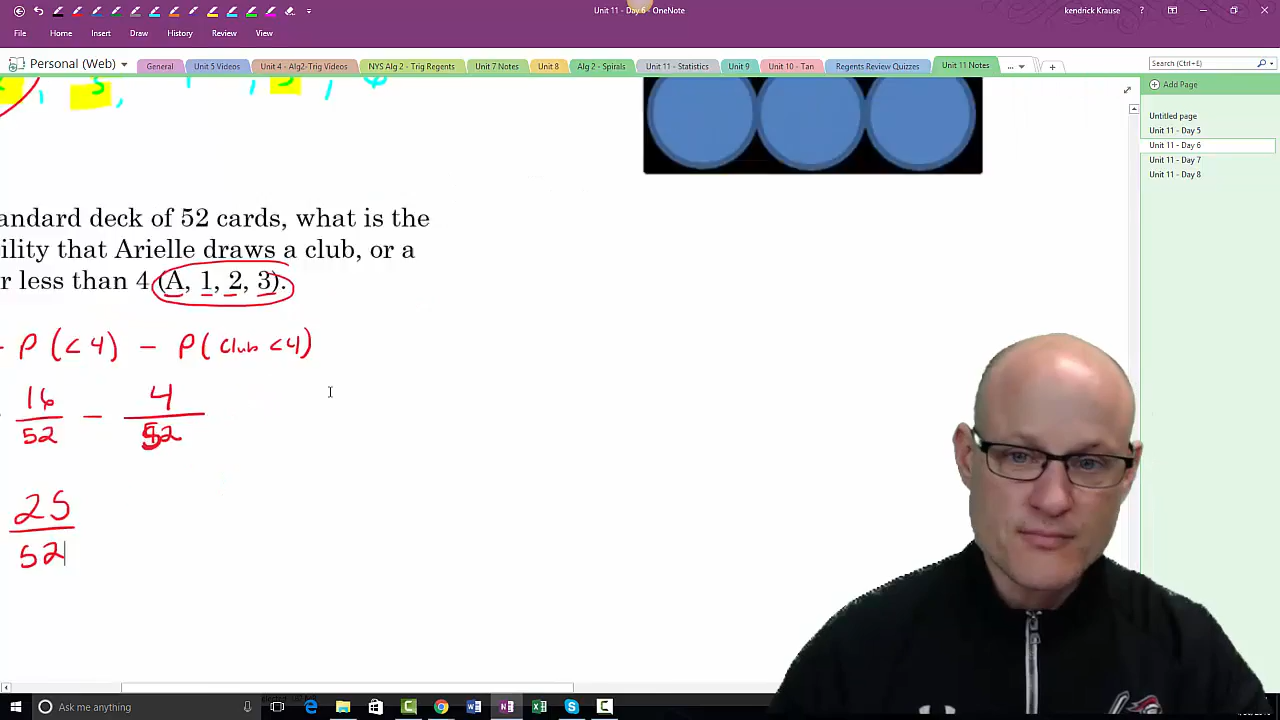 Unit 11 - Day 6 - OneNote
kendrick Krause
File Home Insert Draw History Review View
Personal (Web) General Unit 5 Videos Unit 4 - Alg2-Trig Videos NYS Alg 2 - Trig Regents Unit 7 Notes Unit 8 Alg 2 - Spirals Unit 11 - Statistics Unit 9 Unit 10 - Tan Regents Review Quizzes Unit 11 Notes ... Search (Ctrl+E)
Add Page
Untitled page
Unit 11 - Day 5
Unit 11 - Day 6
Unit 11 - Day 7
Unit 11 - Day 8
andard deck of 52 cards, what is the
ility that Arielle draws a club, or a
r less than 4 (A, 1, 2, 3).
P (< 4) - P( Club < 4)
16/52 - 4/52
25/52
Ask me anything